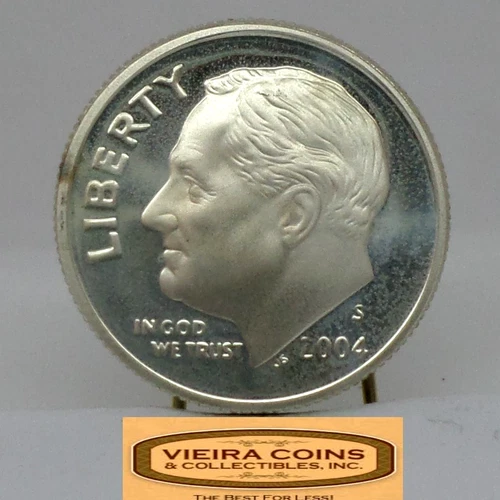 LIBERTY
IN GOD
WE TRUST
JS
S
2004
VIEIRA COINS
& COLLECTIBLES, INC.
THE BEST FOR LESS!